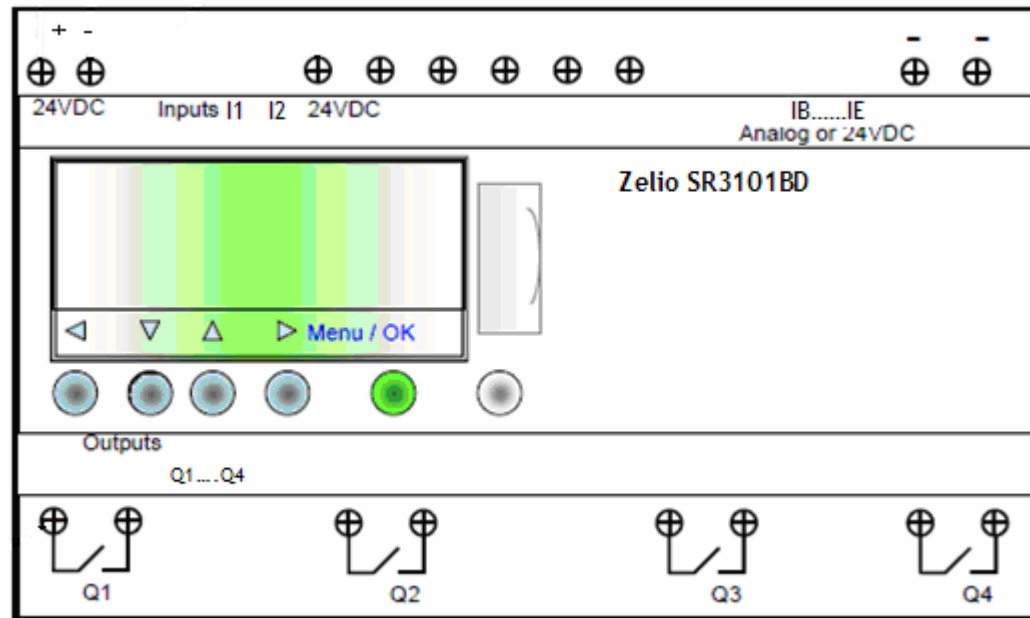 + - - -
24VDC Inputs I1 I2 24VDC IB......IE
Analog or 24VDC
Zelio SR3101BD
Menu / OK
Outputs
Q1....Q4
Q1 Q2 Q3 Q4